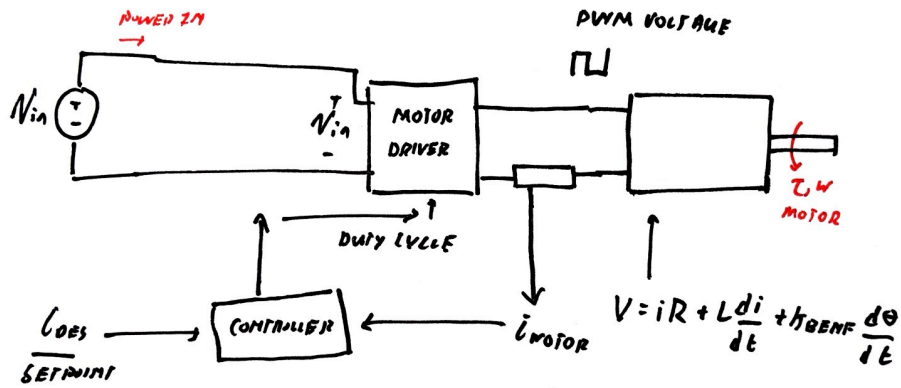 POWER IN
PWM VOLTAGE
Vin
+
-
+
Vin
-
MOTOR
DRIVER
τ, W
MOTOR
DUTY CYCLE
iDES
SETPOINT
CONTROLLER
iMOTOR
V = iR + L di/dt + kBEMF dθ/dt